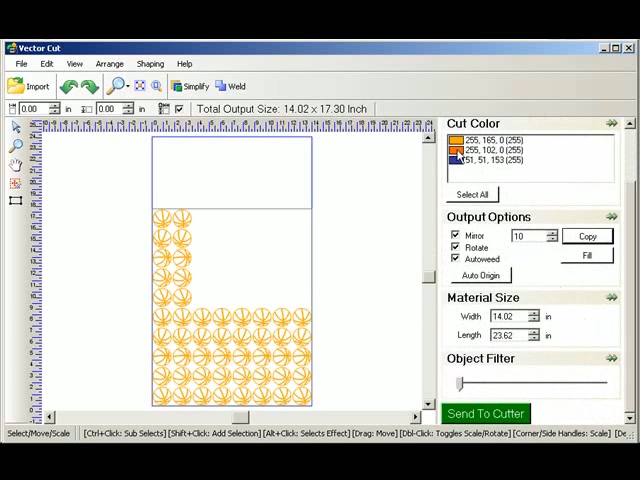 Vector Cut
File Edit View Arrange Shaping Help
Import Simplify Weld
0.00 in 0.00 in Total Output Size: 14.02 x 17.30 Inch
Cut Color
255, 165, 0 (255)
255, 102, 0 (255)
51, 51, 153 (255)
Select All
Output Options
Mirror 10 Copy
Rotate
Autoweed Fill
Auto Origin
Material Size
Width 14.02 in
Length 23.62 in
Object Filter
Send To Cutter
Select/Move/Scale [Ctrl+Click: Sub Selects] [Shift+Click: Add Selection] [Alt+Click: Selects Effect] [Drag: Move] [Dbl-Click: Toggles Scale/Rotate] [Corner/Side Handles: Scale] [De